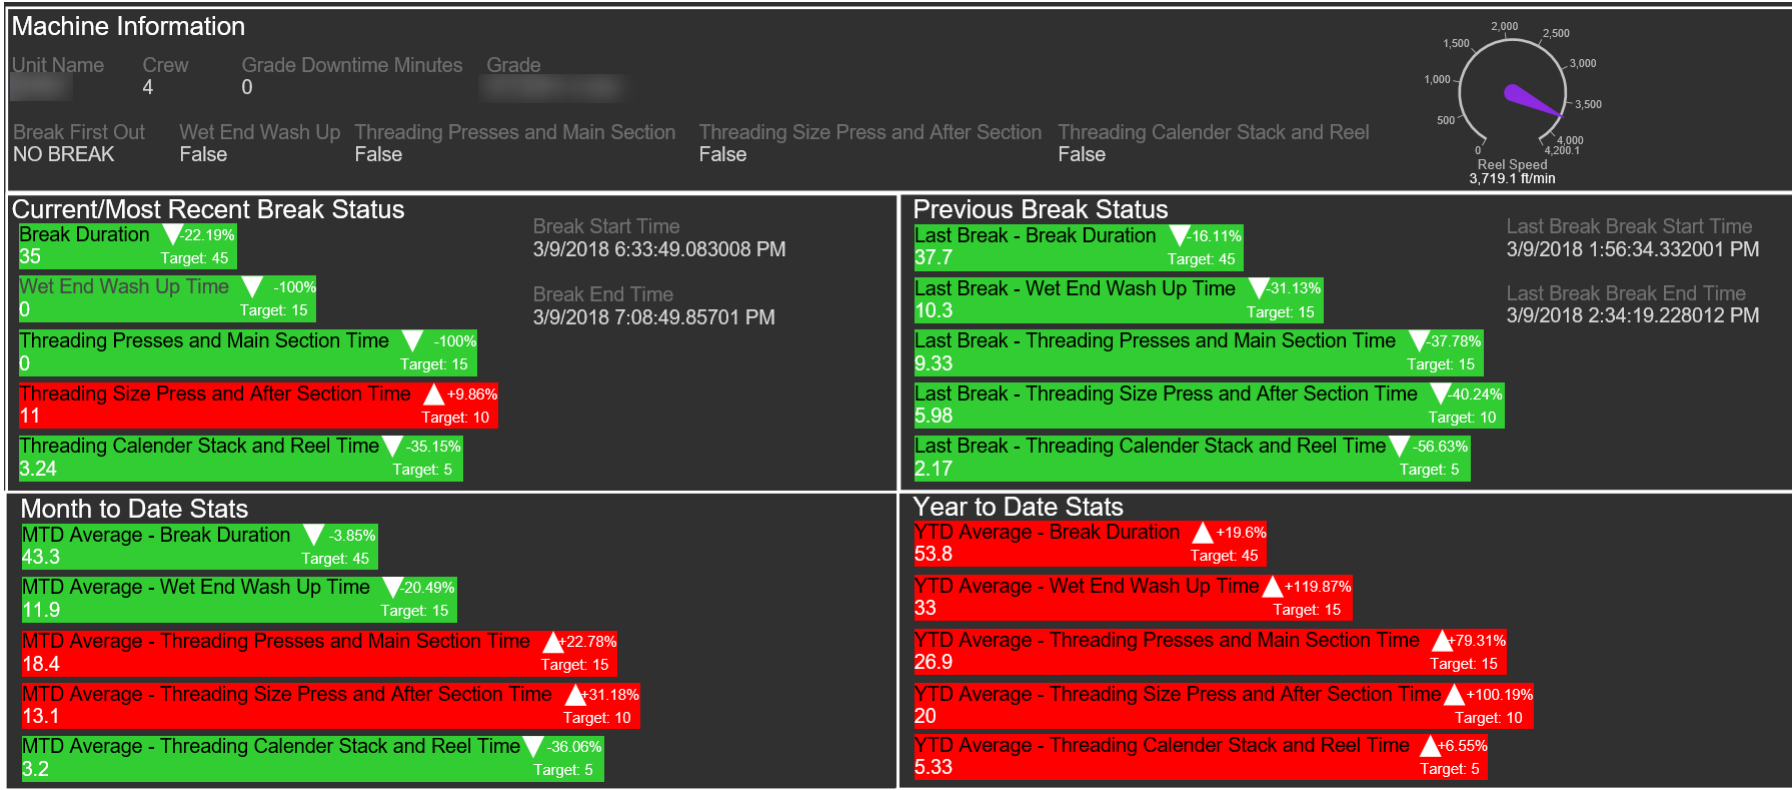 Machine Information
Unit Name Crew Grade Downtime Minutes Grade
4 0
Break First Out Wet End Wash Up Threading Presses and Main Section Threading Size Press and After Section Threading Calender Stack and Reel
NO BREAK False False False False
0
500
1,000
1,500
2,000
2,500
3,000
3,500
4,000
4,200.1
Reel Speed
3,719.1 ft/min
Current/Most Recent Break Status
Break Duration -22.19%
35 Target: 45
Wet End Wash Up Time -100%
0 Target: 15
Threading Presses and Main Section Time -100%
0 Target: 15
Threading Size Press and After Section Time +9.86%
11 Target: 10
Threading Calender Stack and Reel Time -35.15%
3.24 Target: 5
Break Start Time
3/9/2018 6:33:49.083008 PM
Break End Time
3/9/2018 7:08:49.85701 PM
Previous Break Status
Last Break - Break Duration -16.11%
37.7 Target: 45
Last Break - Wet End Wash Up Time -31.13%
10.3 Target: 15
Last Break - Threading Presses and Main Section Time -37.78%
9.33 Target: 15
Last Break - Threading Size Press and After Section Time -40.24%
5.98 Target: 10
Last Break - Threading Calender Stack and Reel Time -56.63%
2.17 Target: 5
Last Break Break Start Time
3/9/2018 1:56:34.332001 PM
Last Break Break End Time
3/9/2018 2:34:19.228012 PM
Month to Date Stats
MTD Average - Break Duration -3.85%
43.3 Target: 45
MTD Average - Wet End Wash Up Time -20.49%
11.9 Target: 15
MTD Average - Threading Presses and Main Section Time +22.78%
18.4 Target: 15
MTD Average - Threading Size Press and After Section Time +31.18%
13.1 Target: 10
MTD Average - Threading Calender Stack and Reel Time -36.06%
3.2 Target: 5
Year to Date Stats
YTD Average - Break Duration +19.6%
53.8 Target: 45
YTD Average - Wet End Wash Up Time +119.87%
33 Target: 15
YTD Average - Threading Presses and Main Section Time +79.31%
26.9 Target: 15
YTD Average - Threading Size Press and After Section Time +100.19%
20 Target: 10
YTD Average - Threading Calender Stack and Reel Time +6.55%
5.33 Target: 5